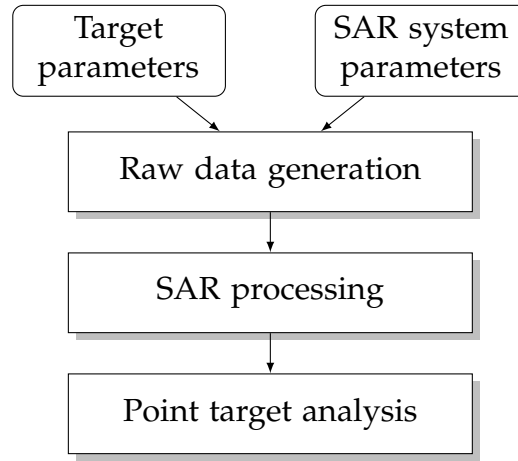 Target
parameters
SAR system
parameters
Raw data generation
SAR processing
Point target analysis